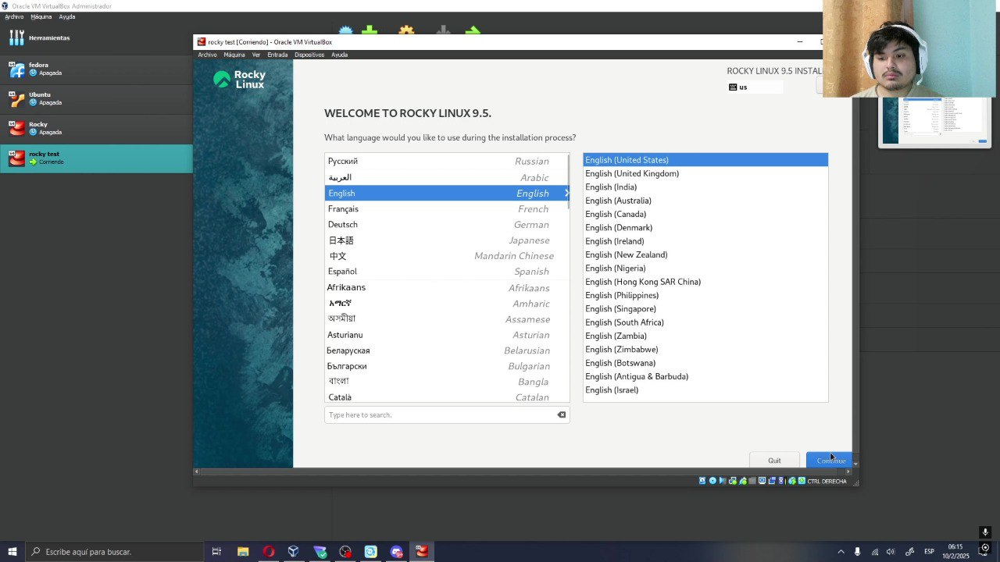 Oracle VM VirtualBox Administrador
Archivo Máquina Ayuda
Herramientas
fedora
Apagada
Ubuntu
Apagada
Rocky
Apagada
rocky test
Corriendo
rocky test [Corriendo] - Oracle VM VirtualBox
Archivo Máquina Ver Entrada Dispositivos Ayuda
Rocky
Linux
ROCKY LINUX 9.5 INSTAL
us
WELCOME TO ROCKY LINUX 9.5.
What language would you like to use during the installation process?
Русский Russian
العربية Arabic
English English
Français French
Deutsch German
日本語 Japanese
中文 Mandarin Chinese
Español Spanish
Afrikaans Afrikaans
አማርኛ Amharic
অসমীয়া Assamese
Asturianu Asturian
Беларуская Belarusian
Български Bulgarian
বাংলা Bangla
Català Catalan
Type here to search.
English (United States)
English (United Kingdom)
English (India)
English (Australia)
English (Canada)
English (Denmark)
English (Ireland)
English (New Zealand)
English (Nigeria)
English (Hong Kong SAR China)
English (Philippines)
English (Singapore)
English (South Africa)
English (Zambia)
English (Zimbabwe)
English (Botswana)
English (Antigua & Barbuda)
English (Israel)
Quit
Continue
CTRL DERECHA
Escribe aquí para buscar.
ESP
06:15
10/2/2025